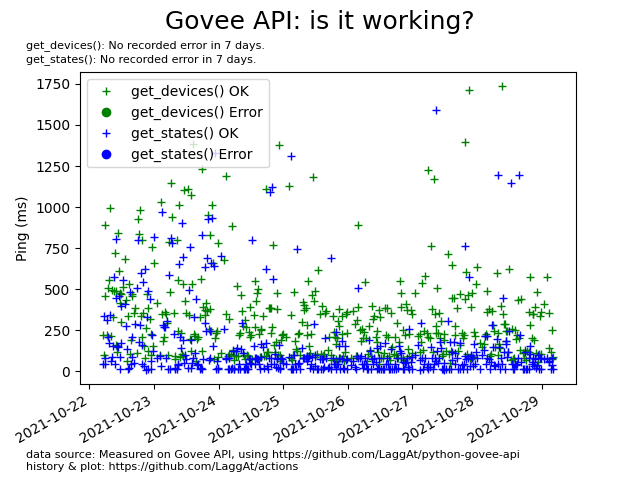 Govee API: is it working?
get_devices(): No recorded error in 7 days.
get_states(): No recorded error in 7 days.
1750
1500
1250
1000
750
500
250
0
Ping (ms)
get_devices() OK
get_devices() Error
get_states() OK
get_states() Error
2021-10-22
2021-10-23
2021-10-24
2021-10-25
2021-10-26
2021-10-27
2021-10-28
2021-10-29
data source: Measured on Govee API, using https://github.com/LaggAt/python-govee-api
history & plot: https://github.com/LaggAt/actions